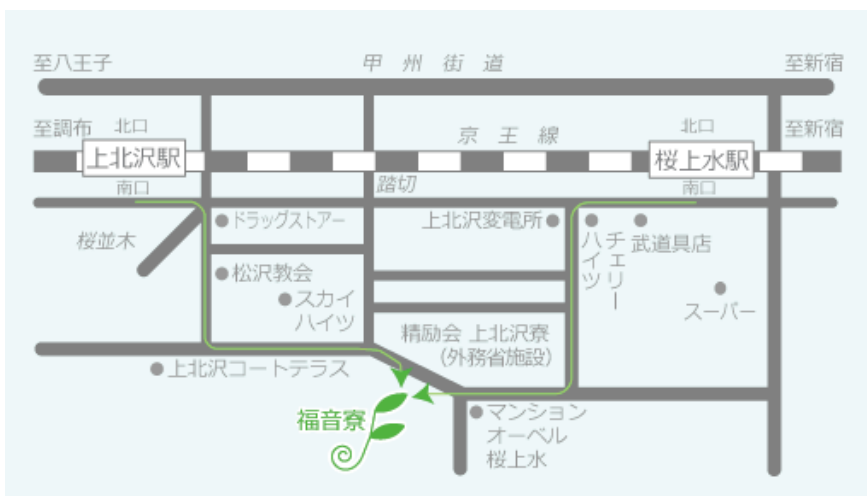 至八王子
甲州街道
至新宿
至調布
北口
京王線
北口
至新宿
上北沢駅
桜上水駅
南口
踏切
南口
桜並木
ドラッグストアー
上北沢変電所
チェリー
ハイツ
武道具店
松沢教会
スカイ
ハイツ
スーパー
精励会 上北沢寮
(外務省施設)
上北沢コートテラス
福音寮
マンション
オーベル
桜上水